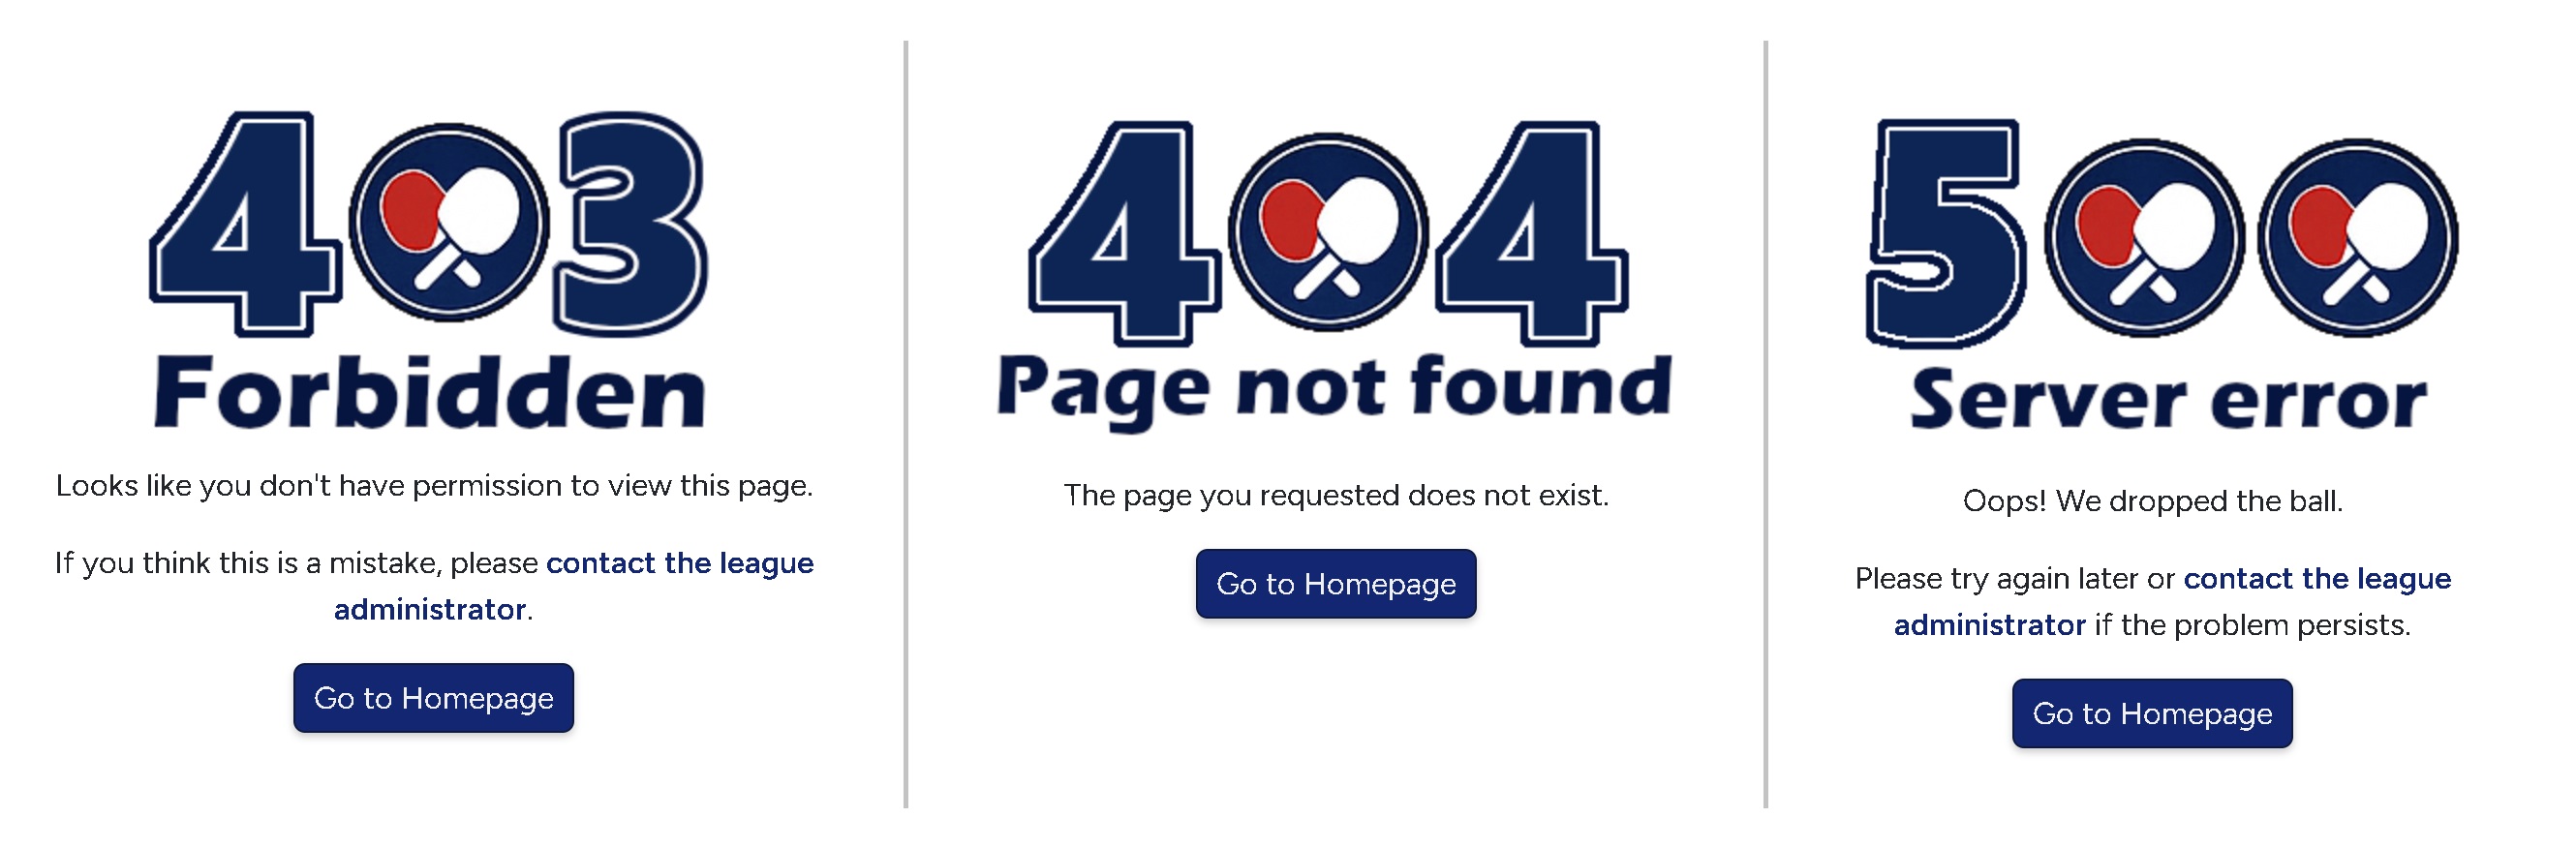 403
Forbidden
Looks like you don't have permission to view this page.
If you think this is a mistake, please contact the league
administrator.
Go to Homepage
404
Page not found
The page you requested does not exist.
Go to Homepage
500
Server error
Oops! We dropped the ball.
Please try again later or contact the league
administrator if the problem persists.
Go to Homepage